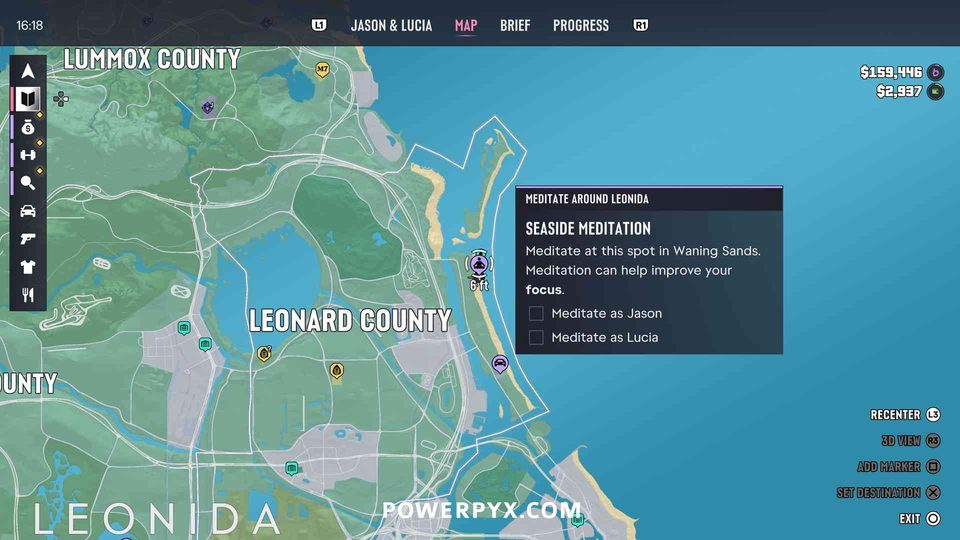 16:18
L1 JASON & LUCIA MAP BRIEF PROGRESS R1
LUMMOX COUNTY
M7
$159,446
$2,937
MEDITATE AROUND LEONIDA
SEASIDE MEDITATION
Meditate at this spot in Waning Sands.
Meditation can help improve your
focus.
Meditate as Jason
Meditate as Lucia
6 ft
LEONARD COUNTY
?
OUNTY
RECENTER L3
3D VIEW R3
ADD MARKER
SET DESTINATION
EXIT
LEONIDA
POWERPYX.COM